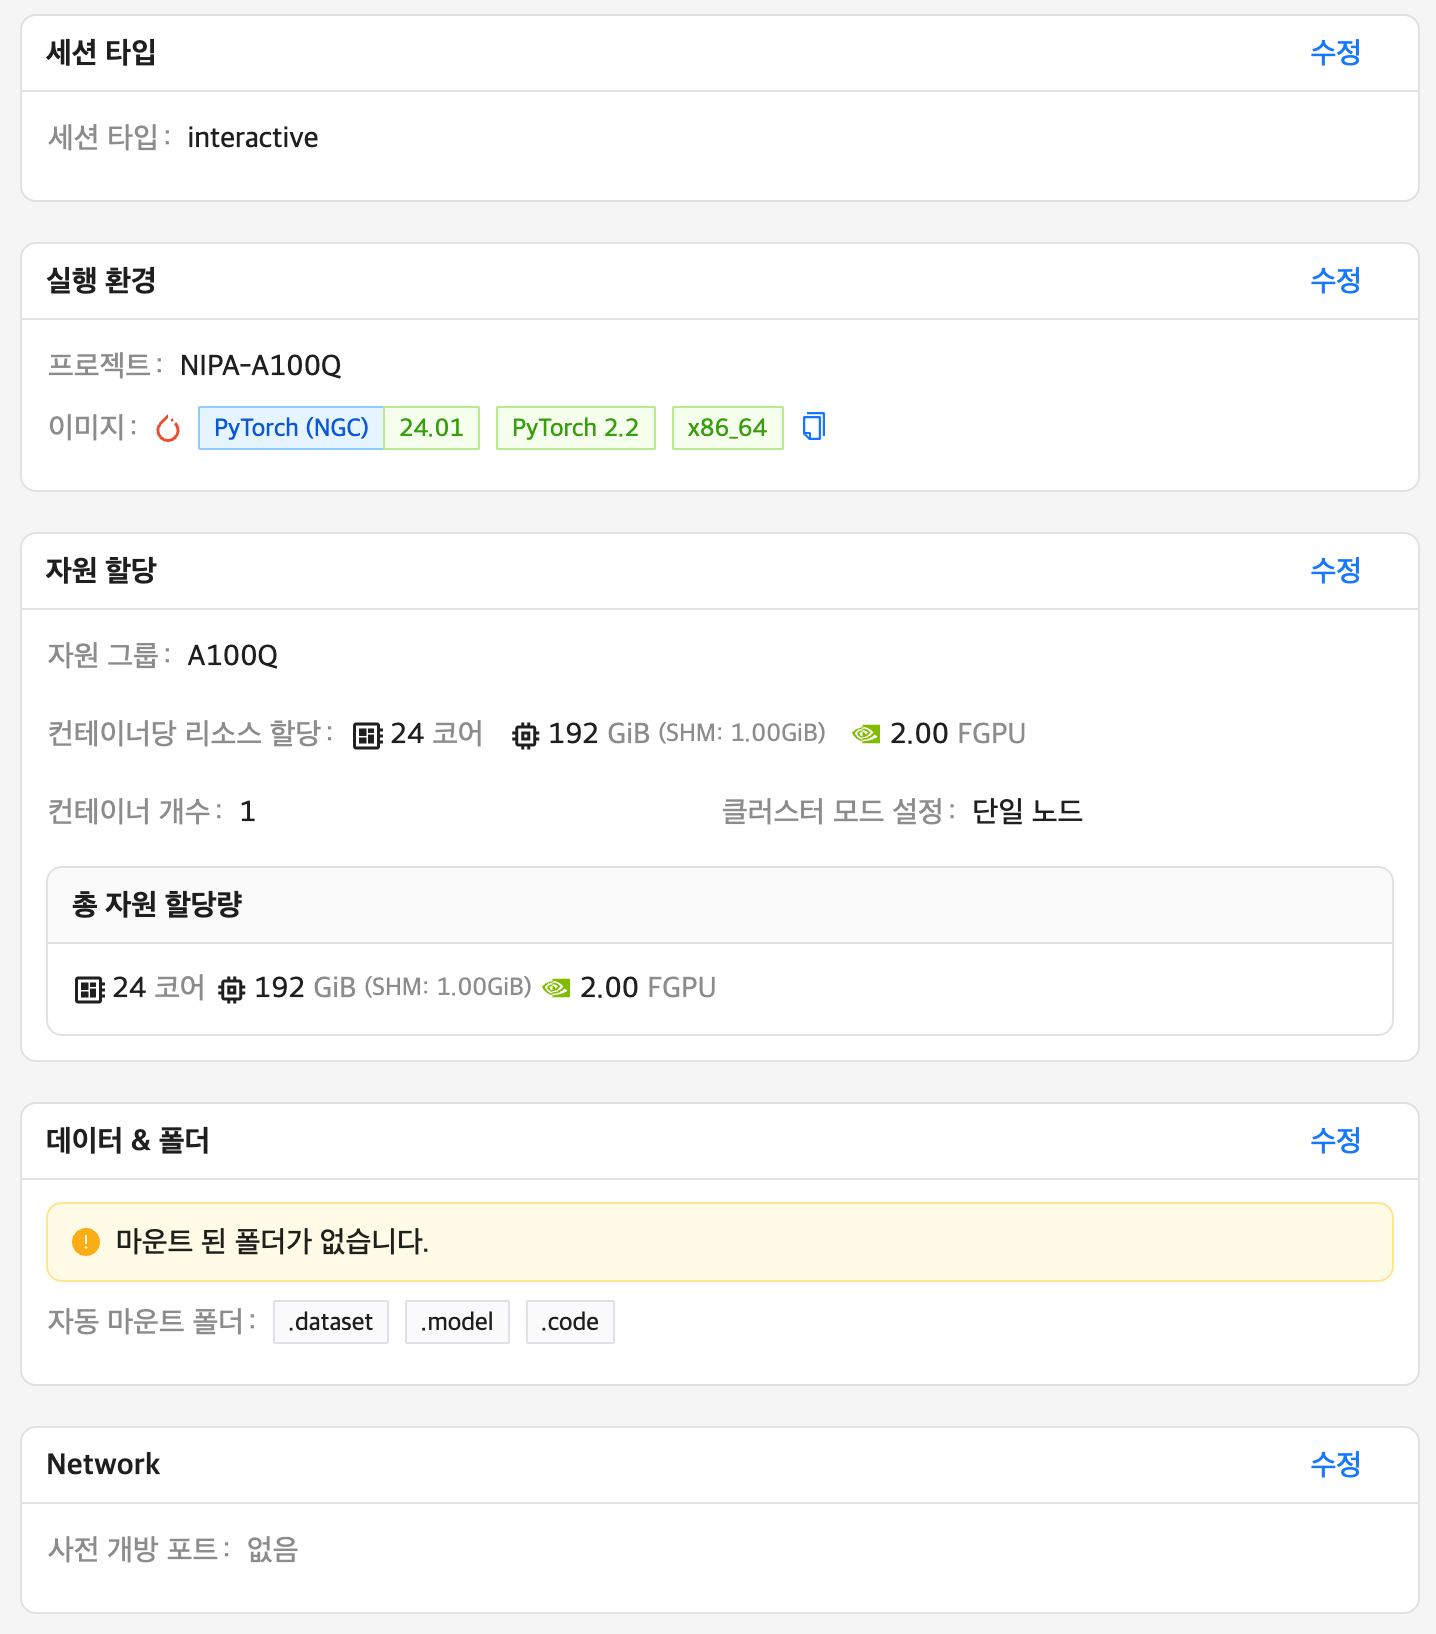 세션 타입 수정
세션 타입: interactive
실행 환경 수정
프로젝트: NIPA-A100Q
이미지: PyTorch (NGC) 24.01 PyTorch 2.2 x86_64
자원 할당 수정
자원 그룹: A100Q
컨테이너당 리소스 할당: 24 코어 192 GiB (SHM: 1.00GiB) 2.00 FGPU
컨테이너 개수: 1 클러스터 모드 설정: 단일 노드
총 자원 할당량
24 코어 192 GiB (SHM: 1.00GiB) 2.00 FGPU
데이터 & 폴더 수정
마운트 된 폴더가 없습니다.
자동 마운트 폴더: .dataset .model .code
Network 수정
사전 개방 포트: 없음